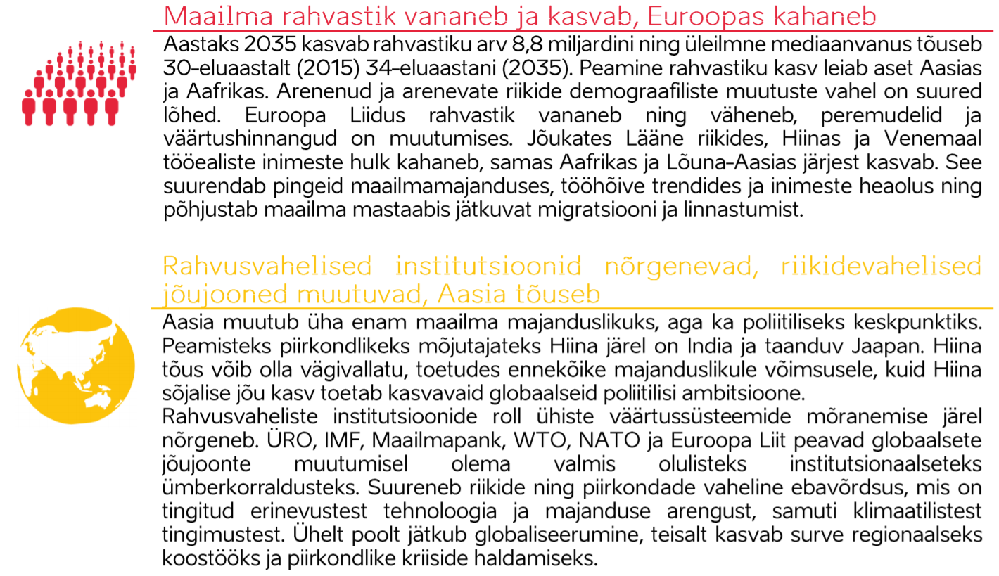 Maailma rahvastik vananeb ja kasvab, Euroopas kahaneb
Aastaks 2035 kasvab rahvastiku arv 8,8 miljardini ning üleilmne mediaanvanus tõuseb
30-eluaastalt (2015) 34-eluaastani (2035). Peamine rahvastiku kasv leiab aset Aasias
ja Aafrikas. Arenenud ja arenevate riikide demograafiliste muutuste vahel on suured
lõhed. Euroopa Liidus rahvastik vananeb ning väheneb, peremudelid ja
väärtushinnangud on muutumises. Jõukates Lääne riikides, Hiinas ja Venemaal
tööealiste inimeste hulk kahaneb, samas Aafrikas ja Lõuna-Aasias järjest kasvab. See
suurendab pingeid maailmamajanduses, tööhõive trendides ja inimeste heaolus ning
põhjustab maailma mastaabis jätkuvat migratsiooni ja linnastumist.
Rahvusvahelised institutsioonid nõrgenevad, riikidevahelised
jõujooned muutuvad, Aasia tõuseb
Aasia muutub üha enam maailma majanduslikuks, aga ka poliitiliseks keskpunktiks.
Peamisteks piirkondlikeks mõjutajateks Hiina järel on India ja taanduv Jaapan. Hiina
tõus võib olla vägivallatu, toetudes ennekõike majanduslikule võimsusele, kuid Hiina
sõjalise jõu kasv toetab kasvavaid globaalseid poliitilisi ambitsioone.
Rahvusvaheliste institutsioonide roll ühiste väärtussüsteemide mõranemise järel
nõrgeneb. ÜRO, IMF, Maailmapank, WTO, NATO ja Euroopa Liit peavad globaalsete
jõujoonte muutumisel olema valmis olulisteks institutsionaalseteks
ümberkorraldusteks. Suureneb riikide ning piirkondade vaheline ebavõrdsus, mis on
tingitud erinevustest tehnoloogia ja majanduse arengust, samuti klimaatilistest
tingimustest. Ühelt poolt jätkub globaliseerumine, teisalt kasvab surve regionaalseks
koostööks ja piirkondlike kriiside haldamiseks.